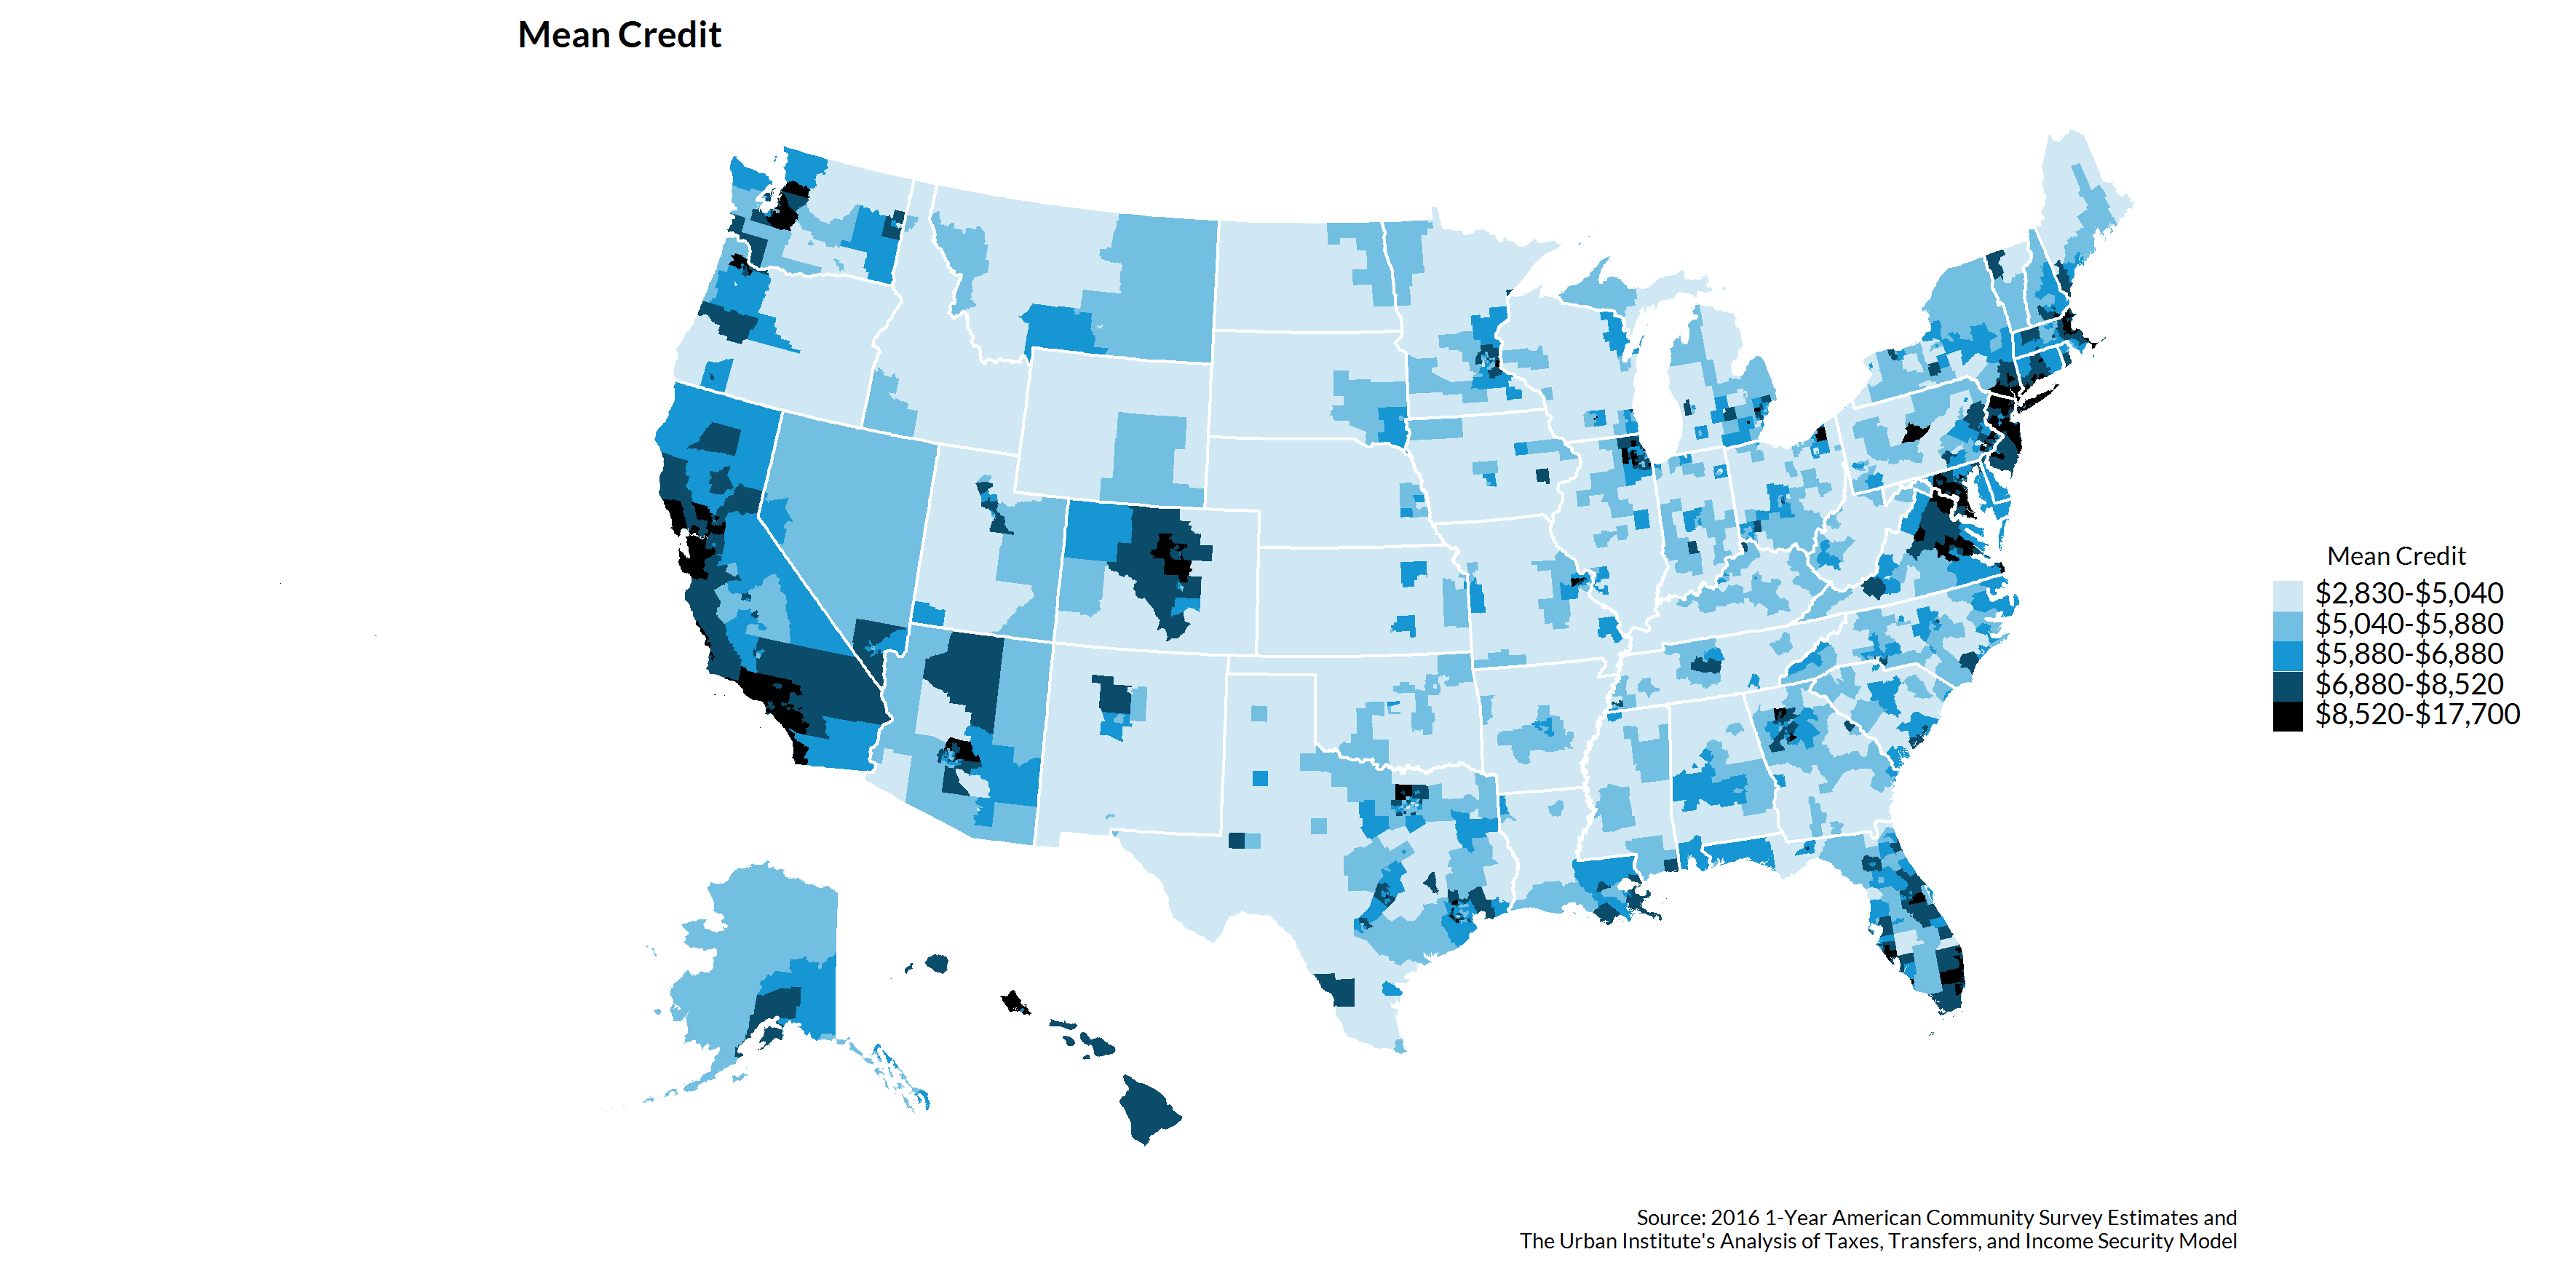 Mean Credit
Mean Credit
$2,830-$5,040
$5,040-$5,880
$5,880-$6,880
$6,880-$8,520
$8,520-$17,700
Source: 2016 1-Year American Community Survey Estimates and
The Urban Institute's Analysis of Taxes, Transfers, and Income Security Model